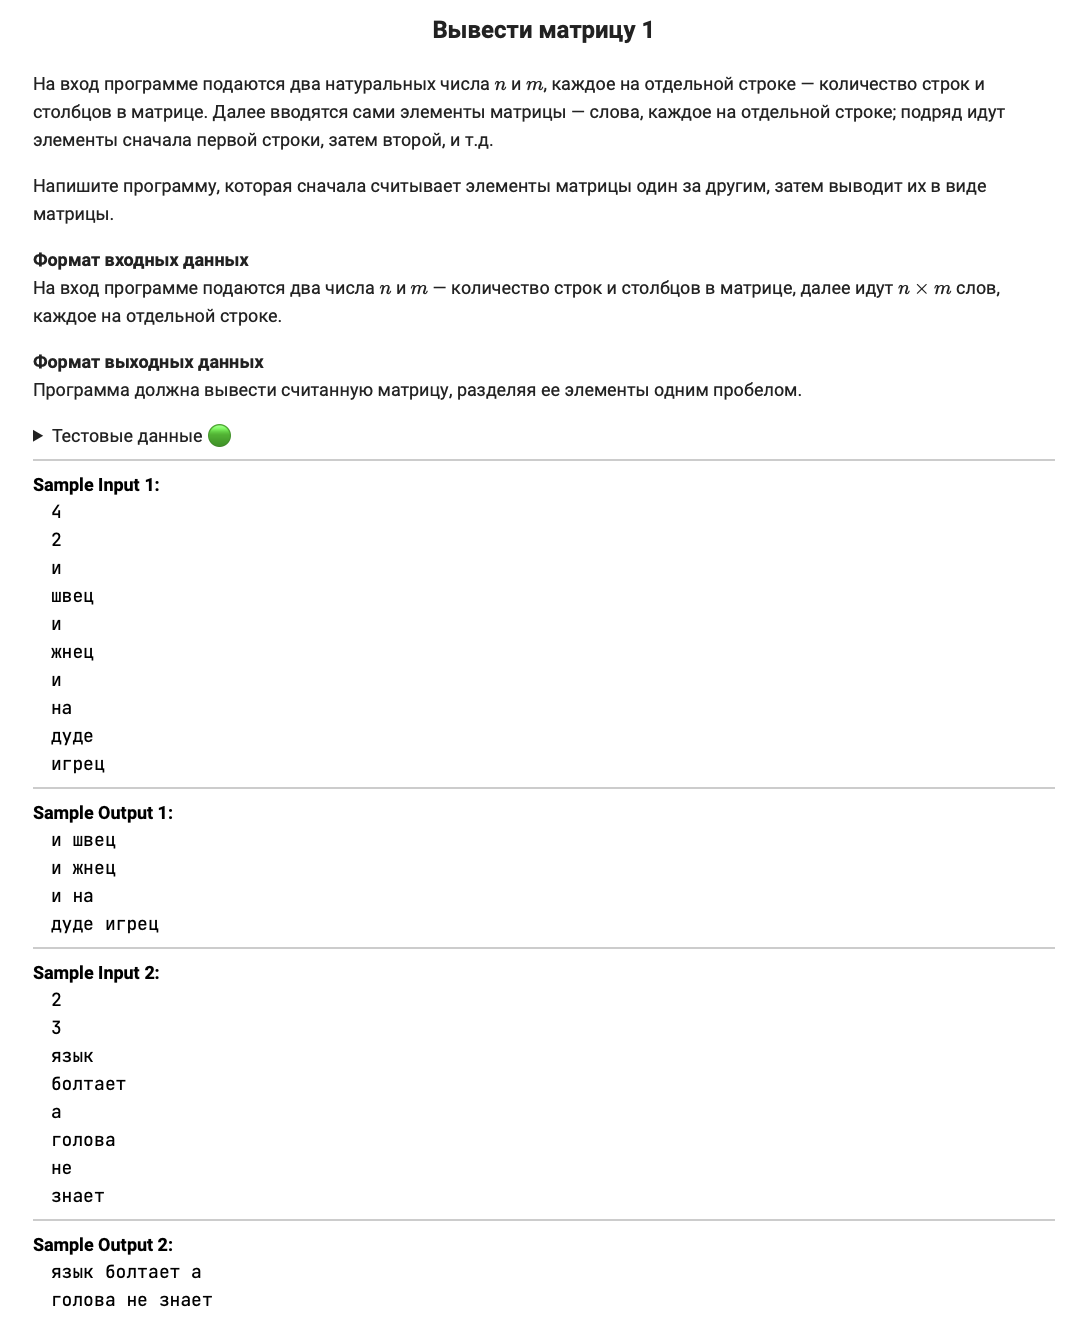 Вывести матрицу 1
На вход программе подаются два натуральных числа n и m, каждое на отдельной строке — количество строк и
столбцов в матрице. Далее вводятся сами элементы матрицы — слова, каждое на отдельной строке; подряд идут
элементы сначала первой строки, затем второй, и т.д.
Напишите программу, которая сначала считывает элементы матрицы один за другим, затем выводит их в виде
матрицы.
Формат входных данных
На вход программе подаются два числа n и m — количество строк и столбцов в матрице, далее идут n × m слов,
каждое на отдельной строке.
Формат выходных данных
Программа должна вывести считанную матрицу, разделяя ее элементы одним пробелом.
Тестовые данные
Sample Input 1:
4
2
и
швец
и
жнец
и
на
дуде
игрец
Sample Output 1:
и швец
и жнец
и на
дуде игрец
Sample Input 2:
2
3
язык
болтает
а
голова
не
знает
Sample Output 2:
язык болтает а
голова не знает